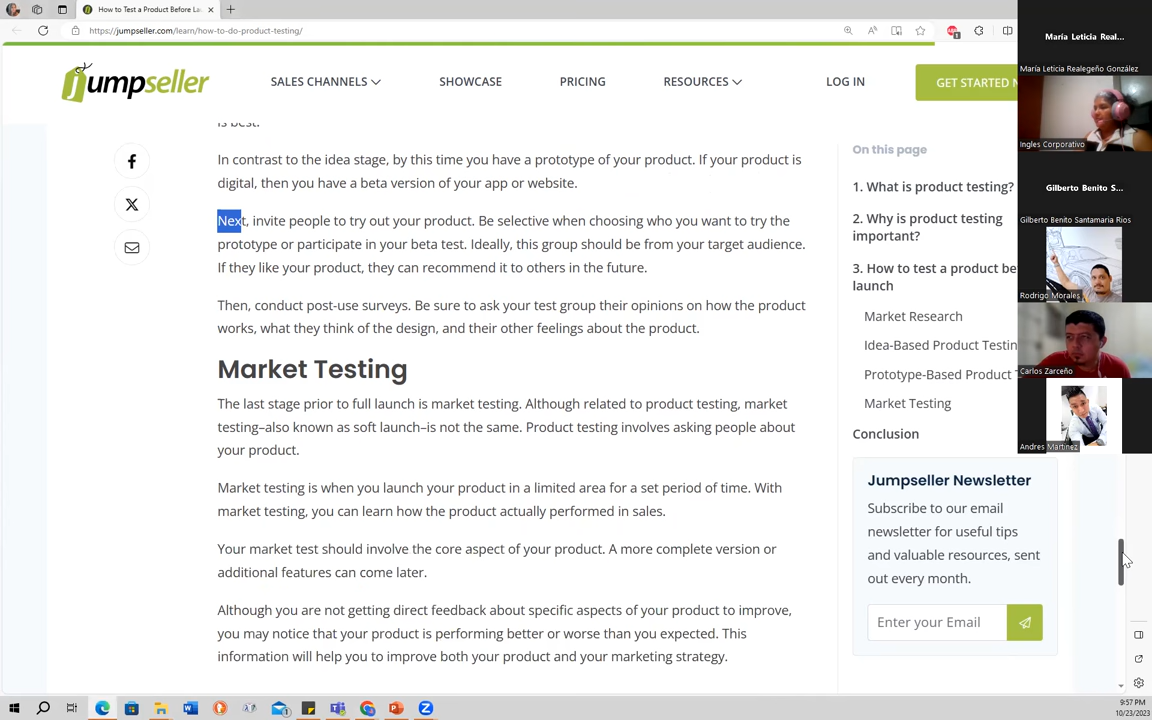 How to Test a Product Before La
https://jumpseller.com/learn/how-to-do-product-testing/
jumpseller
SALES CHANNELS
SHOWCASE
PRICING
RESOURCES
LOG IN
GET STARTED N
is best.
In contrast to the idea stage, by this time you have a prototype of your product. If your product is
digital, then you have a beta version of your app or website.
Next, invite people to try out your product. Be selective when choosing who you want to try the
prototype or participate in your beta test. Ideally, this group should be from your target audience.
If they like your product, they can recommend it to others in the future.
Then, conduct post-use surveys. Be sure to ask your test group their opinions on how the product
works, what they think of the design, and their other feelings about the product.
Market Testing
The last stage prior to full launch is market testing. Although related to product testing, market
testing–also known as soft launch–is not the same. Product testing involves asking people about
your product.
Market testing is when you launch your product in a limited area for a set period of time. With
market testing, you can learn how the product actually performed in sales.
Your market test should involve the core aspect of your product. A more complete version or
additional features can come later.
Although you are not getting direct feedback about specific aspects of your product to improve,
you may notice that your product is performing better or worse than you expected. This
information will help you to improve both your product and your marketing strategy.
On this page
1. What is product testing?
2. Why is product testing
important?
3. How to test a product be
launch
Market Research
Idea-Based Product Testin
Prototype-Based Product T
Market Testing
Conclusion
Jumpseller Newsletter
Subscribe to our email
newsletter for useful tips
and valuable resources, sent
out every month.
Enter your Email
María Leticia Real...
María Leticia Realegeño González
Ingles Corporativo
Gilberto Benito S...
Gilberto Benito Santamaria Rios
Rodrigo Morales
Carlos Zarceño
Andres Martinez
9:57 PM
10/23/2023